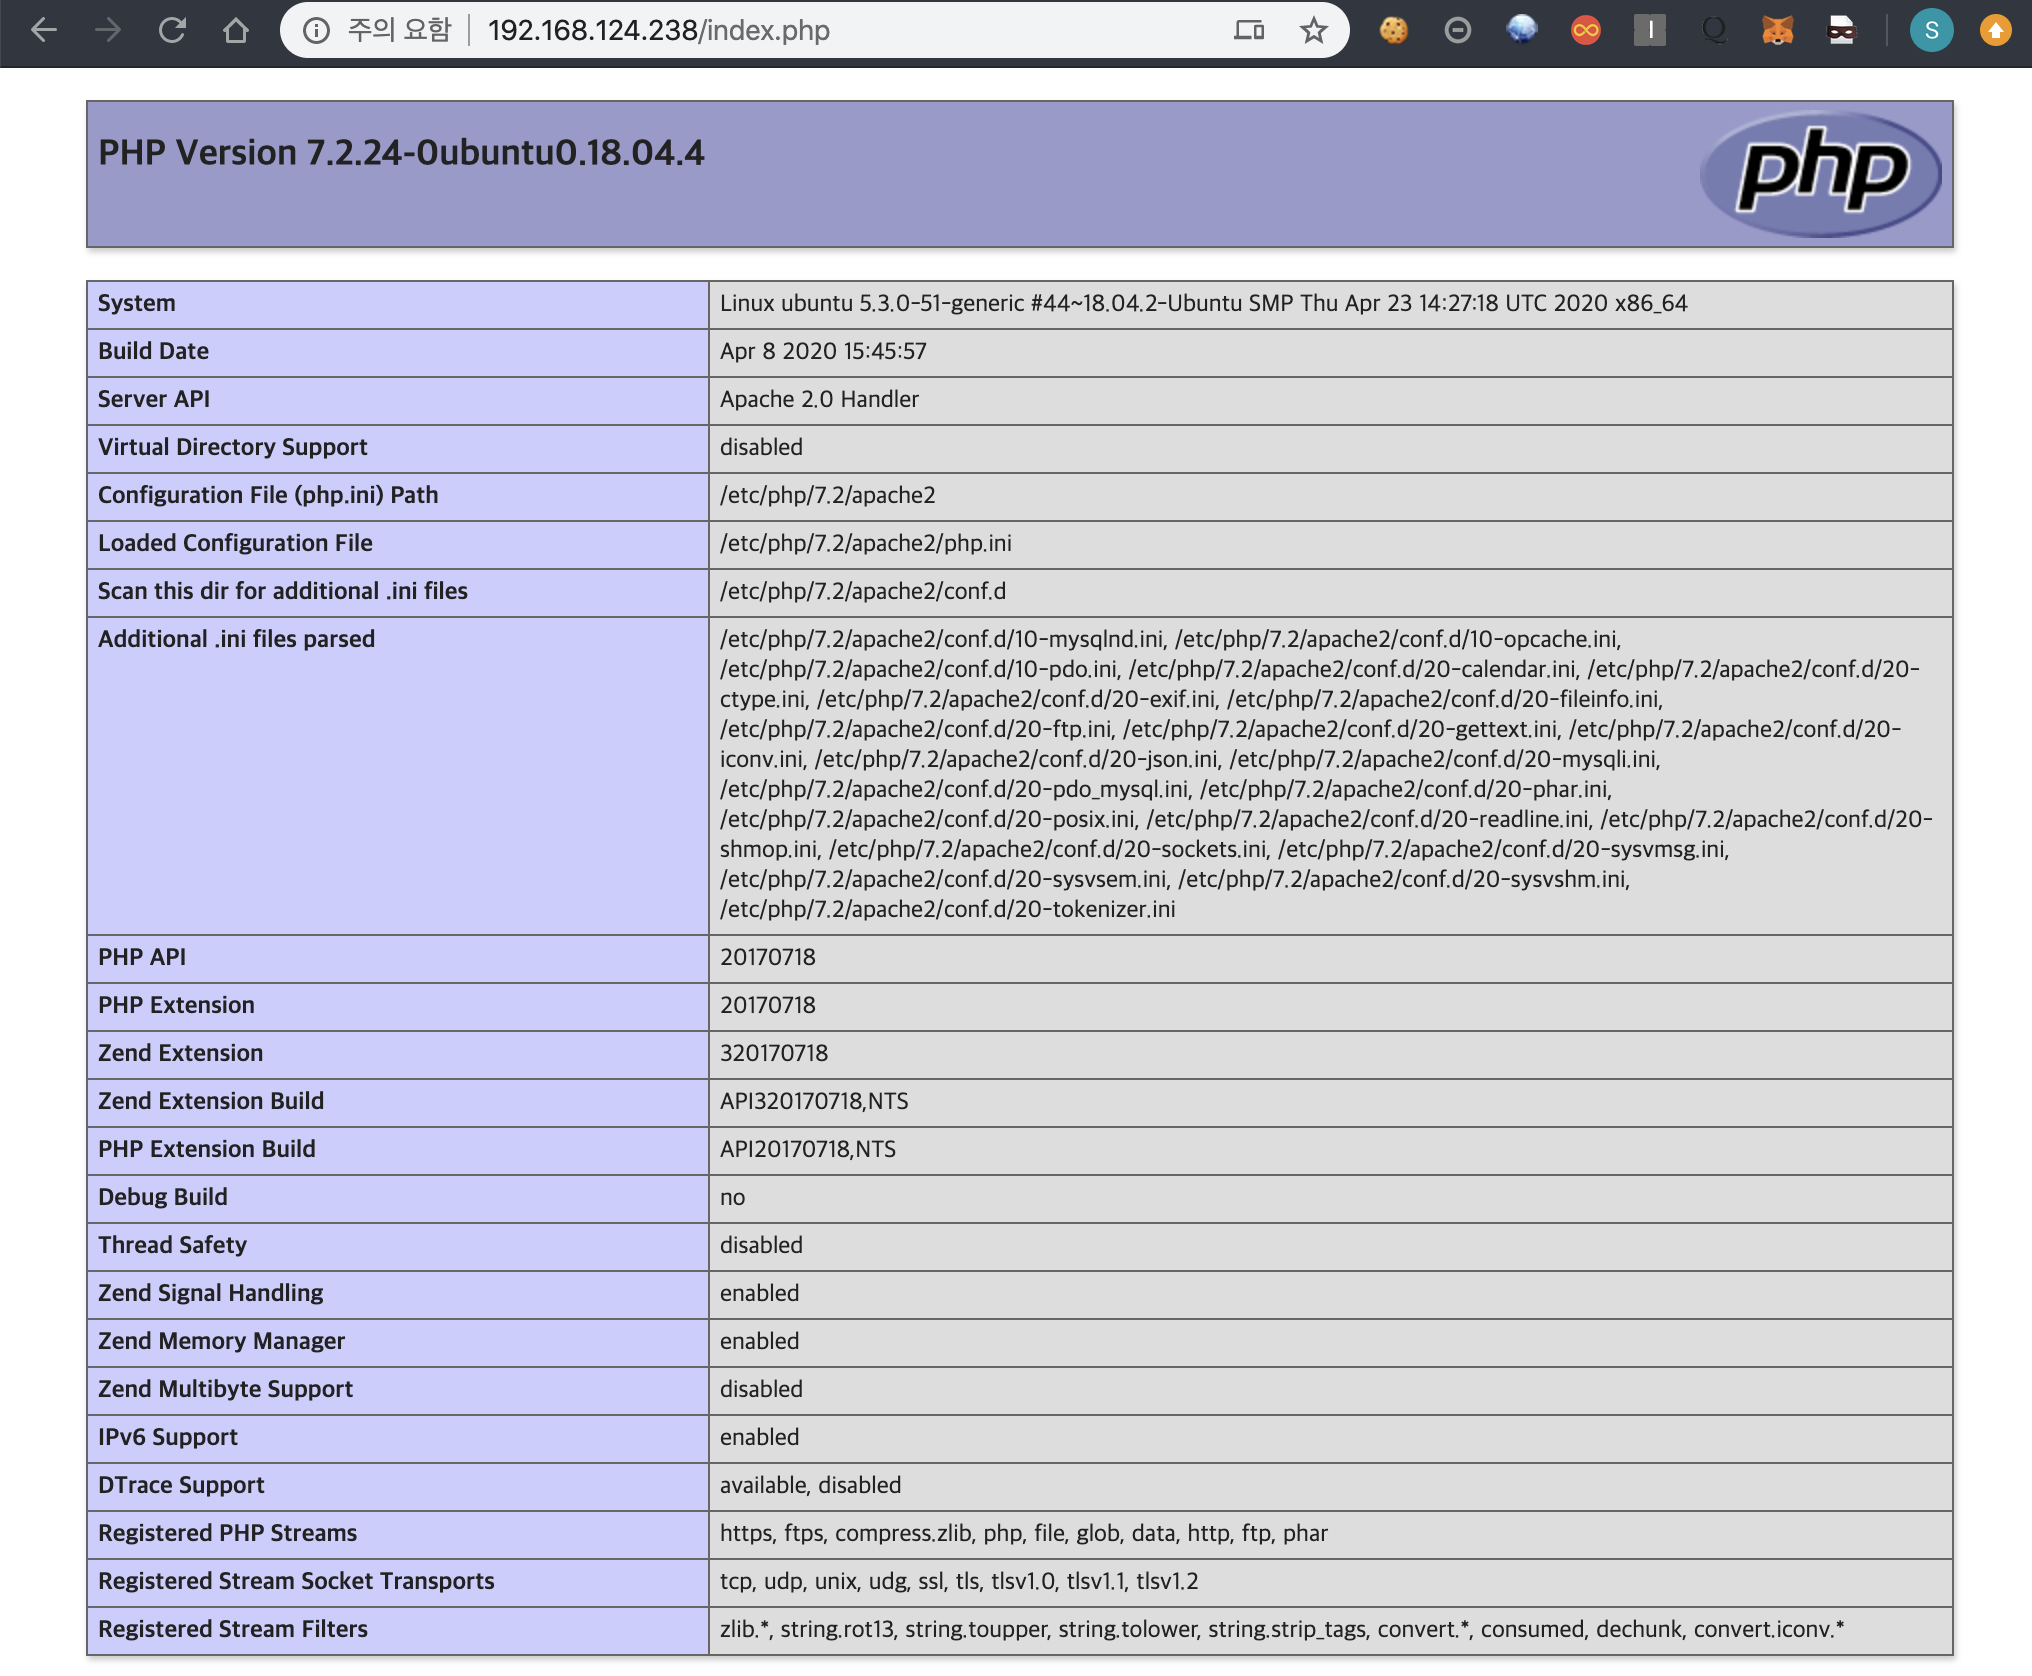 주의 요함 192.168.124.238/index.php
I
S
PHP Version 7.2.24-0ubuntu0.18.04.4
php
System Linux ubuntu 5.3.0-51-generic #44~18.04.2-Ubuntu SMP Thu Apr 23 14:27:18 UTC 2020 x86_64
Build Date Apr 8 2020 15:45:57
Server API Apache 2.0 Handler
Virtual Directory Support disabled
Configuration File (php.ini) Path /etc/php/7.2/apache2
Loaded Configuration File /etc/php/7.2/apache2/php.ini
Scan this dir for additional .ini files /etc/php/7.2/apache2/conf.d
Additional .ini files parsed /etc/php/7.2/apache2/conf.d/10-mysqlnd.ini, /etc/php/7.2/apache2/conf.d/10-opcache.ini,
/etc/php/7.2/apache2/conf.d/10-pdo.ini, /etc/php/7.2/apache2/conf.d/20-calendar.ini, /etc/php/7.2/apache2/conf.d/20-
ctype.ini, /etc/php/7.2/apache2/conf.d/20-exif.ini, /etc/php/7.2/apache2/conf.d/20-fileinfo.ini,
/etc/php/7.2/apache2/conf.d/20-ftp.ini, /etc/php/7.2/apache2/conf.d/20-gettext.ini, /etc/php/7.2/apache2/conf.d/20-
iconv.ini, /etc/php/7.2/apache2/conf.d/20-json.ini, /etc/php/7.2/apache2/conf.d/20-mysqli.ini,
/etc/php/7.2/apache2/conf.d/20-pdo_mysql.ini, /etc/php/7.2/apache2/conf.d/20-phar.ini,
/etc/php/7.2/apache2/conf.d/20-posix.ini, /etc/php/7.2/apache2/conf.d/20-readline.ini, /etc/php/7.2/apache2/conf.d/20-
shmop.ini, /etc/php/7.2/apache2/conf.d/20-sockets.ini, /etc/php/7.2/apache2/conf.d/20-sysvmsg.ini,
/etc/php/7.2/apache2/conf.d/20-sysvsem.ini, /etc/php/7.2/apache2/conf.d/20-sysvshm.ini,
/etc/php/7.2/apache2/conf.d/20-tokenizer.ini
PHP API 20170718
PHP Extension 20170718
Zend Extension 320170718
Zend Extension Build API320170718,NTS
PHP Extension Build API20170718,NTS
Debug Build no
Thread Safety disabled
Zend Signal Handling enabled
Zend Memory Manager enabled
Zend Multibyte Support disabled
IPv6 Support enabled
DTrace Support available, disabled
Registered PHP Streams https, ftps, compress.zlib, php, file, glob, data, http, ftp, phar
Registered Stream Socket Transports tcp, udp, unix, udg, ssl, tls, tlsv1.0, tlsv1.1, tlsv1.2
Registered Stream Filters zlib.*, string.rot13, string.toupper, string.tolower, string.strip_tags, convert.*, consumed, dechunk, convert.iconv.*